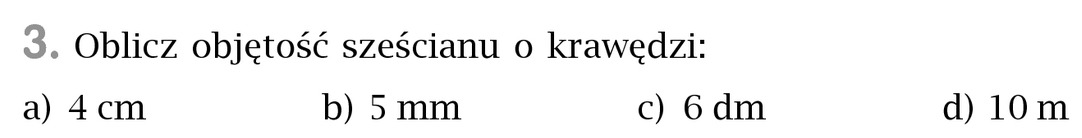 3. Oblicz objętość sześcianu o krawędzi:
a) 4 cm b) 5 mm c) 6 dm d) 10 m